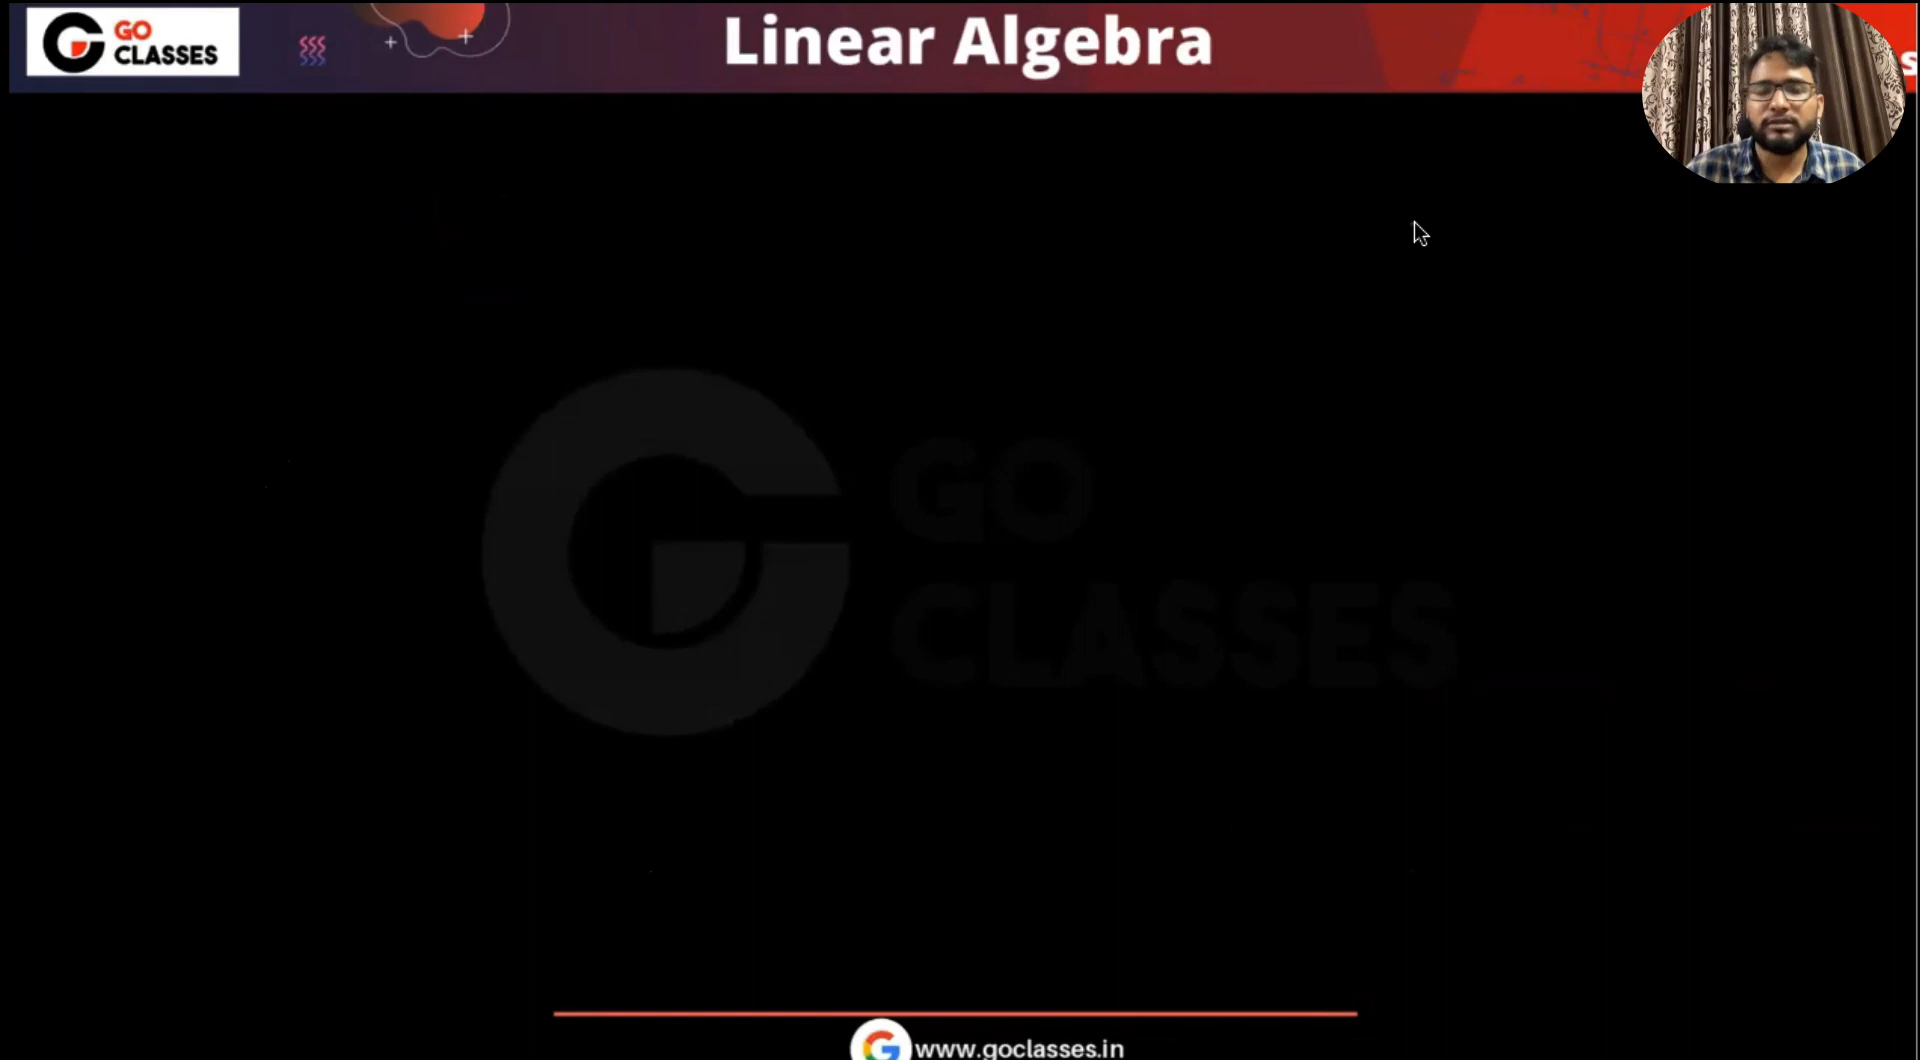 GO
CLASSES
Linear Algebra
s
GO
CLASSES
www.goclasses.in